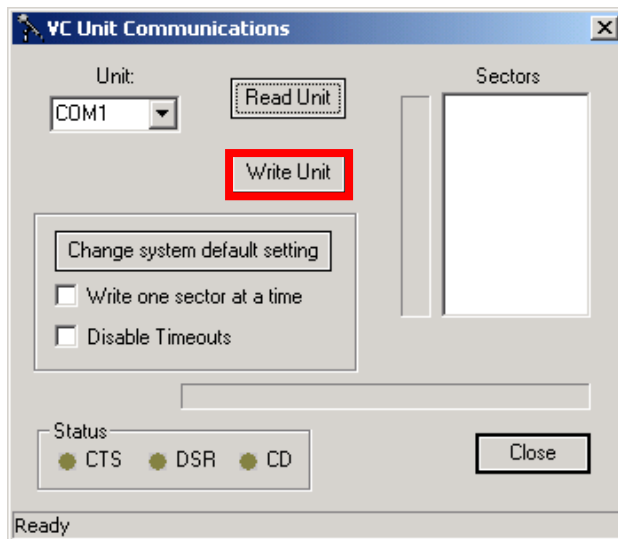 VC Unit Communications
Unit:
COM1
Read Unit
Sectors
Write Unit
Change system default setting
Write one sector at a time
Disable Timeouts
Status
CTS
DSR
CD
Close
Ready